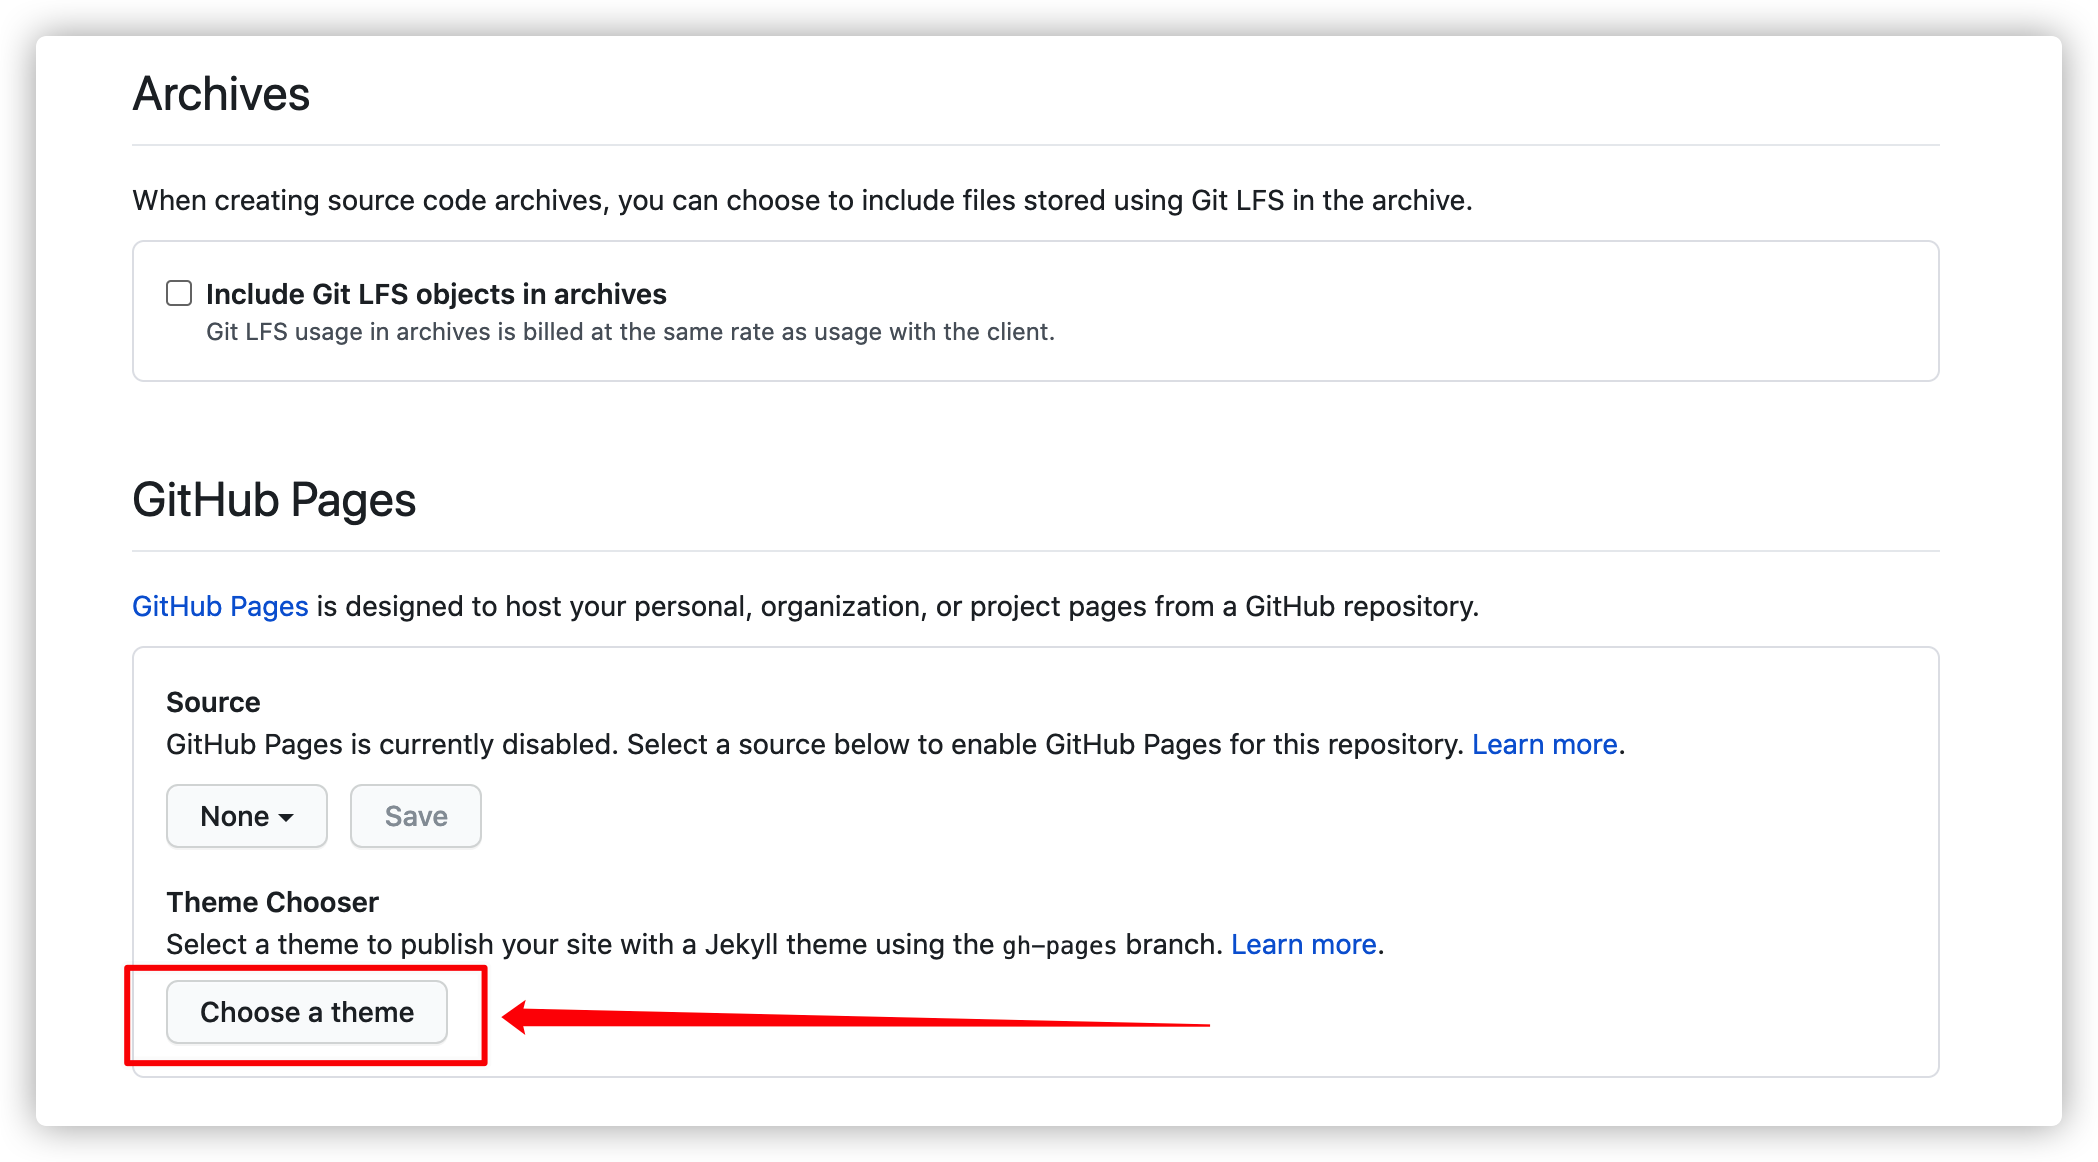 Archives
When creating source code archives, you can choose to include files stored using Git LFS in the archive.
Include Git LFS objects in archives
Git LFS usage in archives is billed at the same rate as usage with the client.
GitHub Pages
GitHub Pages is designed to host your personal, organization, or project pages from a GitHub repository.
Source
GitHub Pages is currently disabled. Select a source below to enable GitHub Pages for this repository. Learn more.
None Save
Theme Chooser
Select a theme to publish your site with a Jekyll theme using the gh-pages branch. Learn more.
Choose a theme